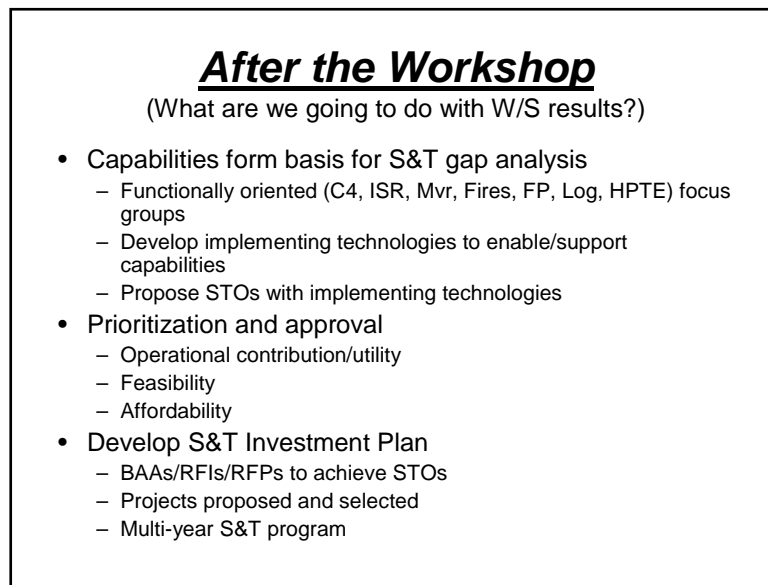 After the Workshop
(What are we going to do with W/S results?)
• Capabilities form basis for S&T gap analysis
– Functionally oriented (C4, ISR, Mvr, Fires, FP, Log, HPTE) focus
groups
– Develop implementing technologies to enable/support
capabilities
– Propose STOs with implementing technologies
• Prioritization and approval
– Operational contribution/utility
– Feasibility
– Affordability
• Develop S&T Investment Plan
– BAAs/RFIs/RFPs to achieve STOs
– Projects proposed and selected
– Multi-year S&T program